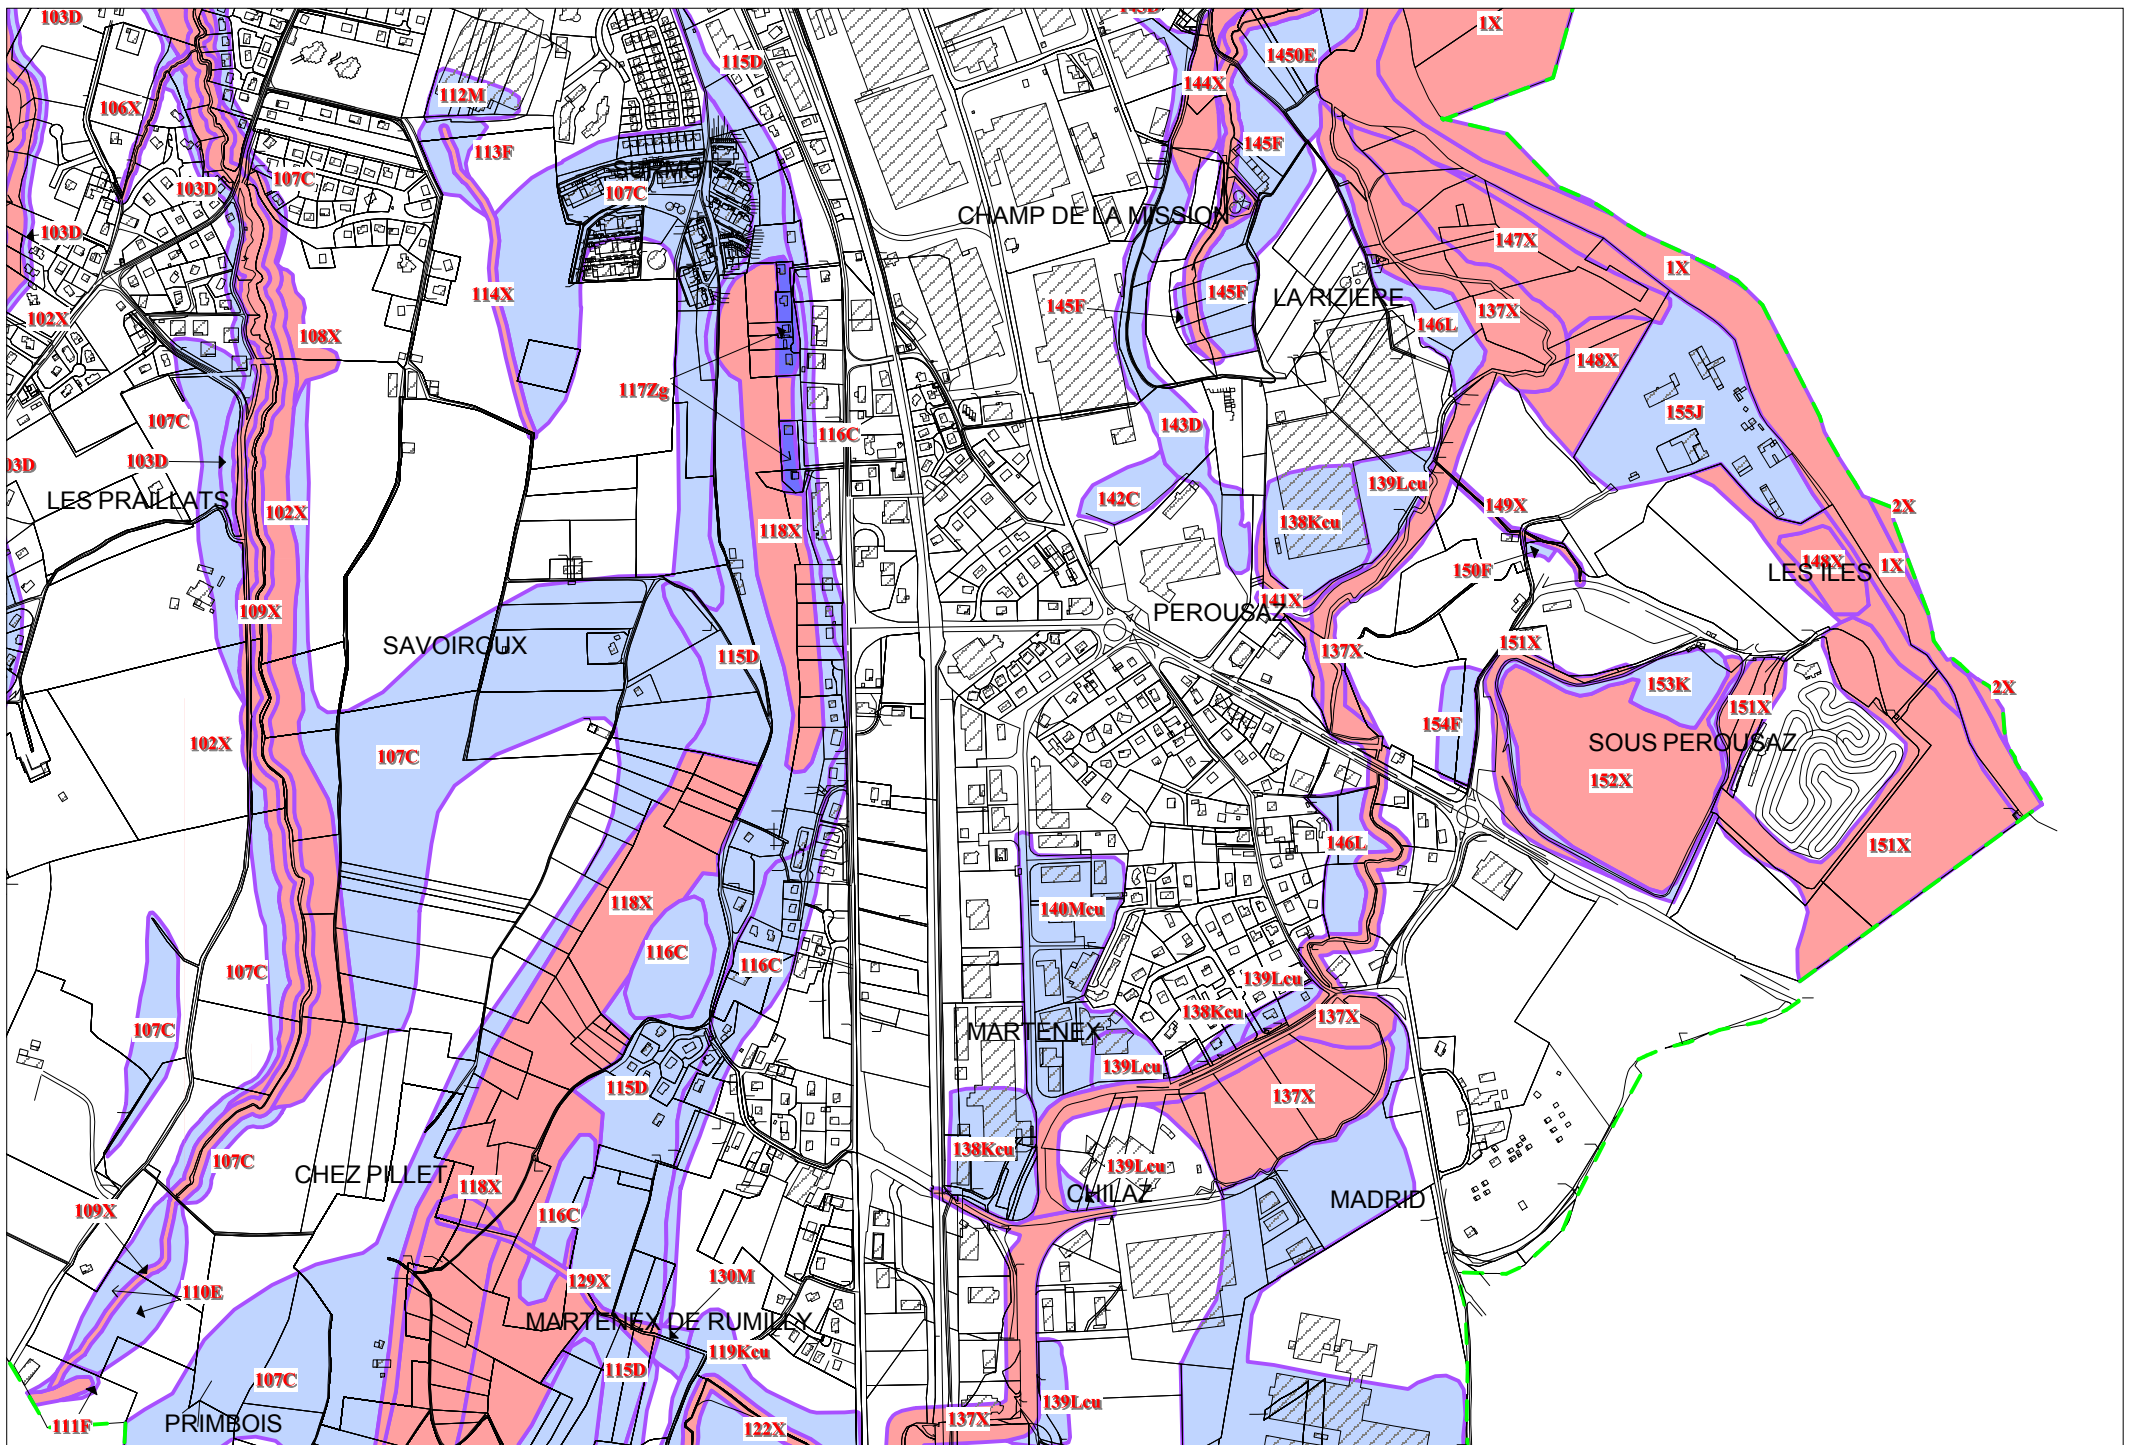 103D
143D
1X
115D
1450E
144X
112M
106X
145F
113F
SURMOTZ
107C
103D
107C
CHAMP DE LA MISSION
103D
147X
1X
114X
145F
145F
LA RIZIERE
137X
102X
146L
108X
148X
117Zg
155J
107C
116C
143D
103D
03D
139Lcu
LES PRAILLATS
142C
102X
149X
2X
138Kcu
118X
148X
1X
150F
LES ILES
109X
141X
PEROUSAZ
SAVOIROUX
151X
137X
115D
153K
2X
151X
154F
102X
SOUS PEROUSAZ
107C
152X
146L
151X
118X
140Mcu
116C
116C
107C
139Lcu
138Kcu
137X
107C
MARTENEX
139Lcu
115D
137X
138Kcu
107C
139Lcu
CHEZ PILLET
118X
CHILAZ
MADRID
109X
116C
130M
129X
110E
MARTENEX DE RUMILLY
119Kcu
115D
107C
139Lcu
137X
111F
PRIMBOIS
122X